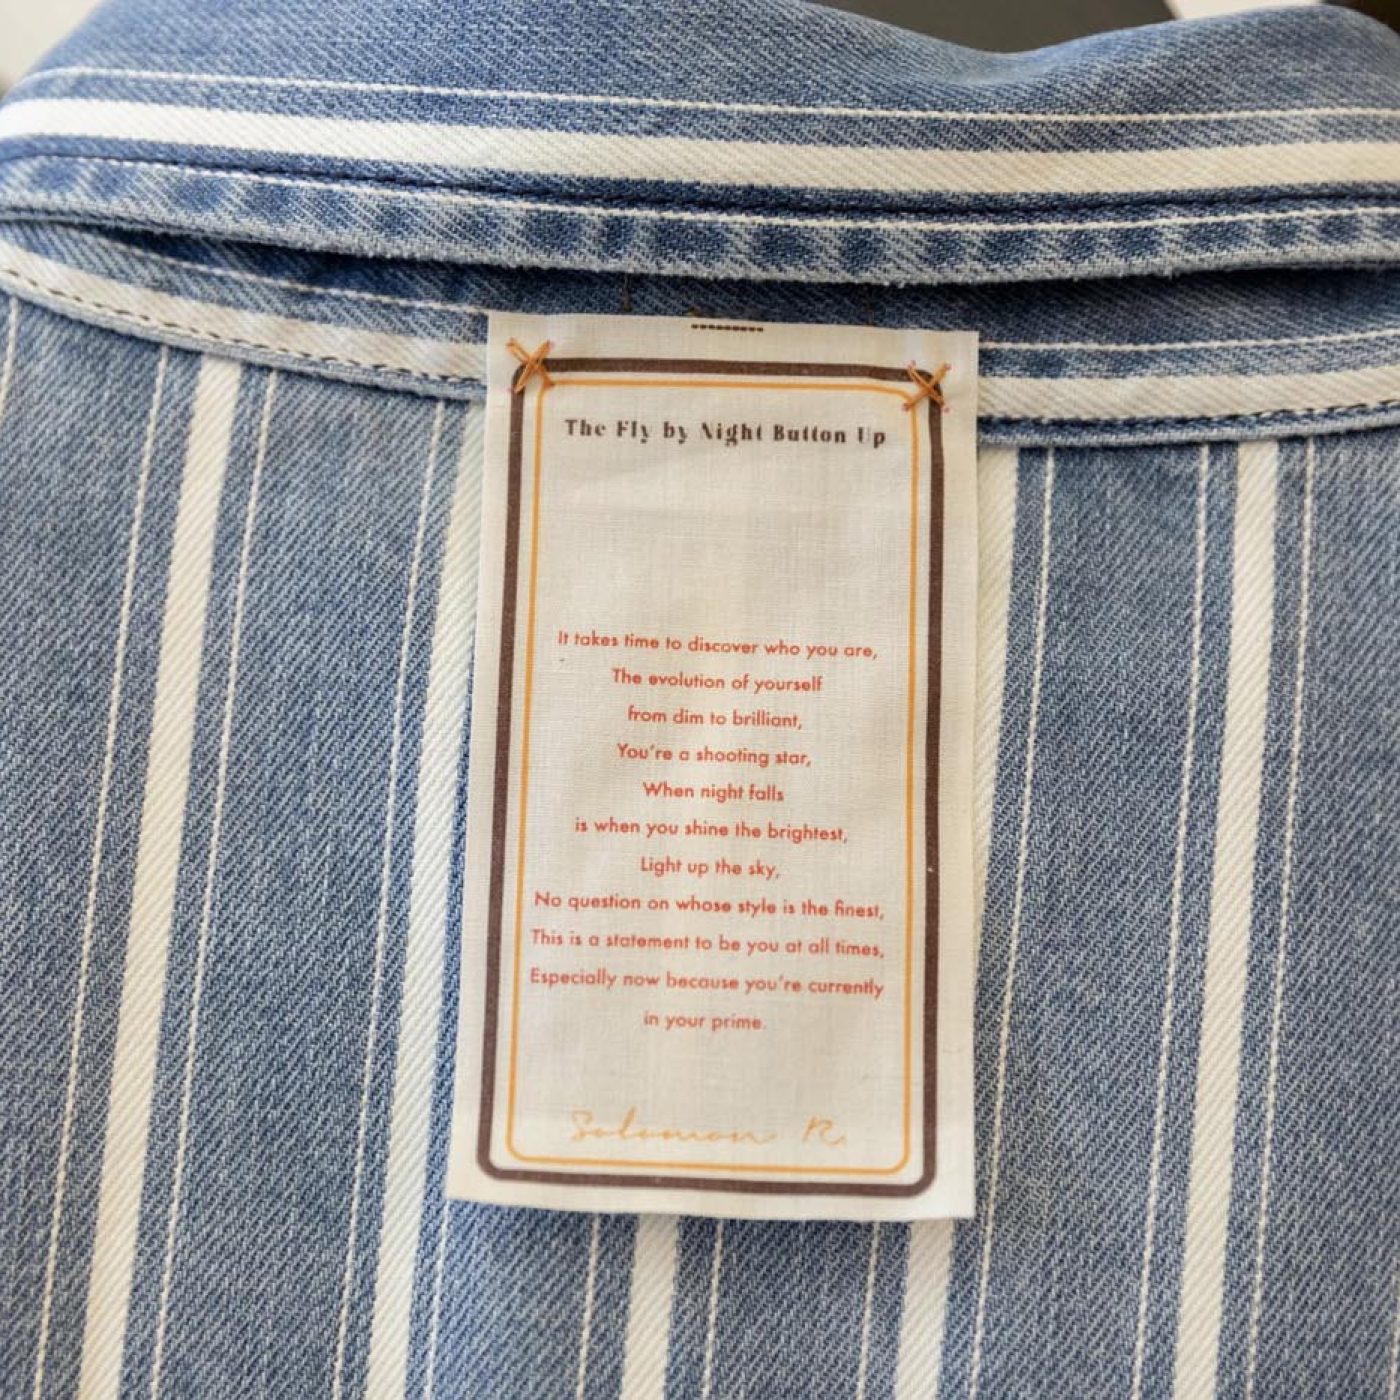 The Fly by Night Button Up
It takes time to discover who you are,
The evolution of yourself
from dim to brilliant,
You're a shooting star,
When night falls
is when you shine the brightest,
Light up the sky,
No question on whose style is the finest,
This is a statement to be you at all times,
Especially now because you're currently
in your prime.
Solomon R.